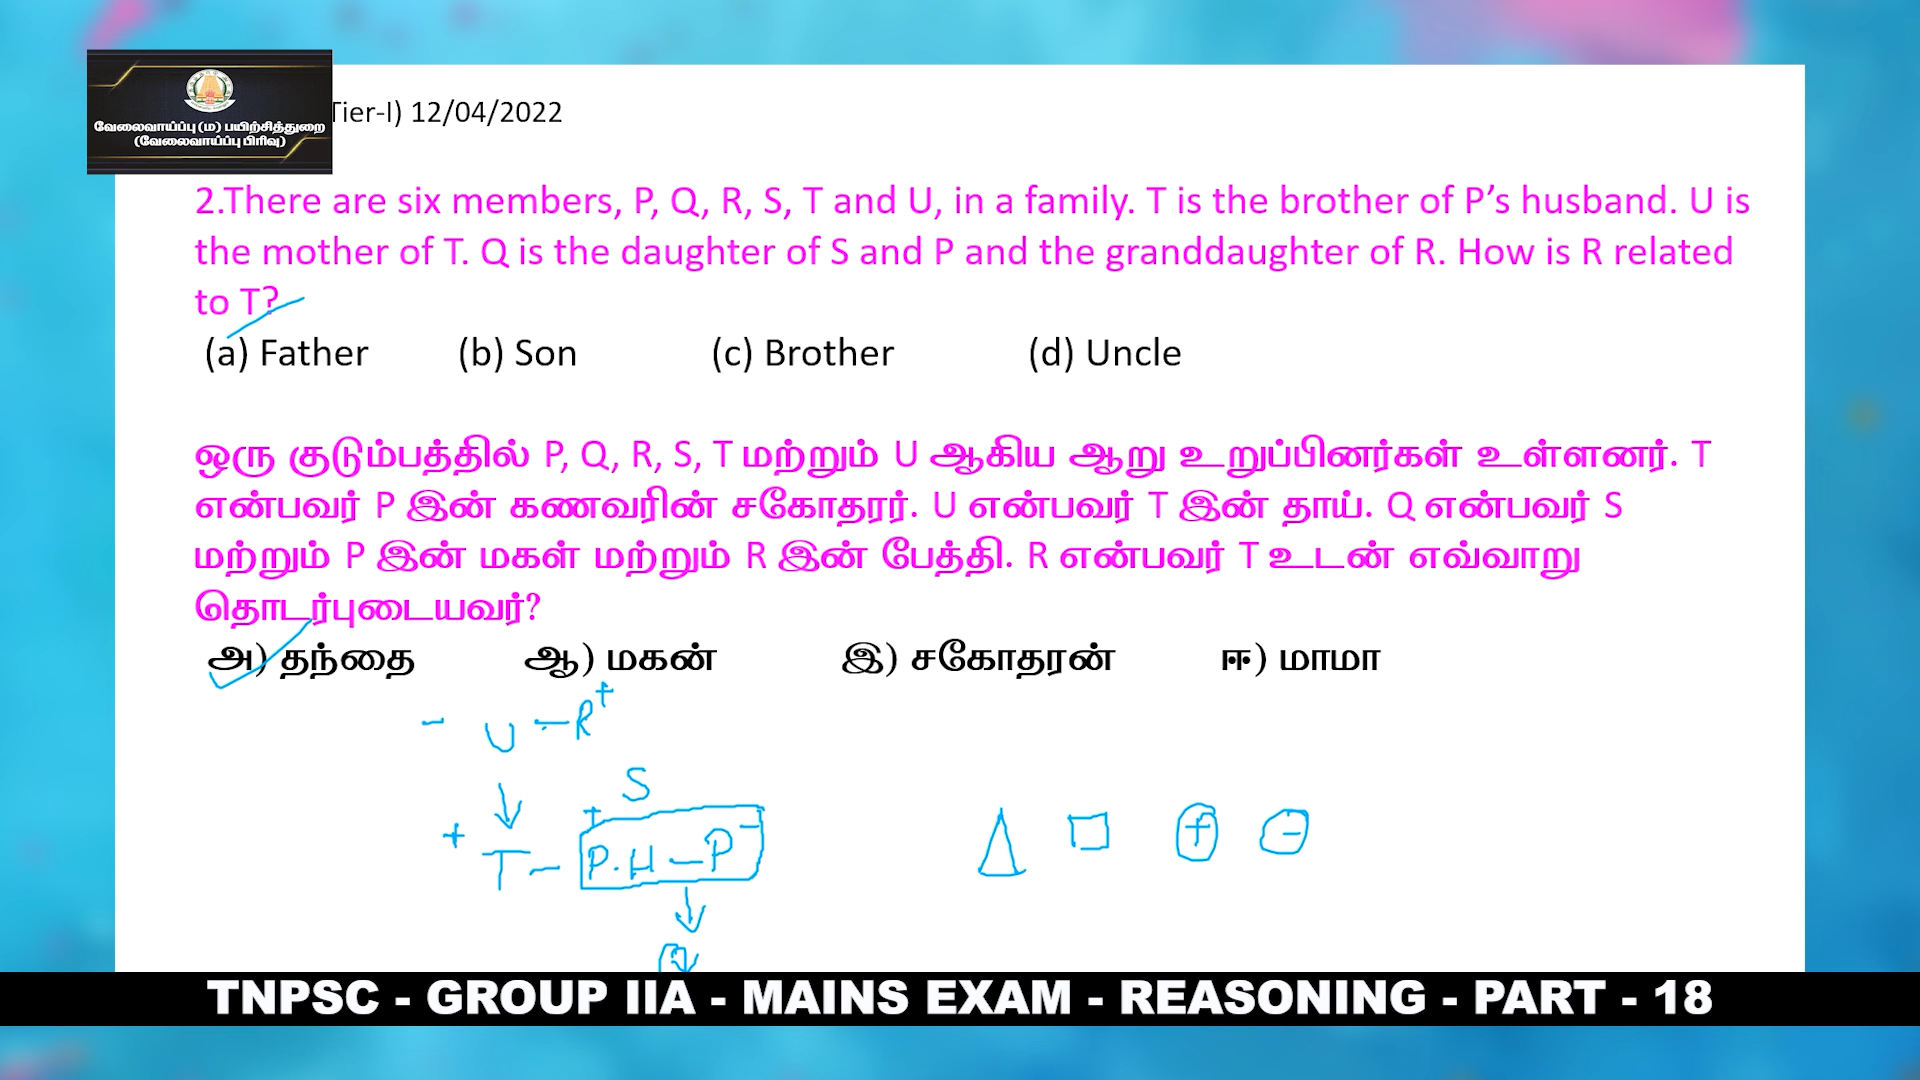 வேலைவாய்ப்பு (ம) பயிற்சித்துறை
(வேலைவாய்ப்பு பிரிவு)
Tier-I) 12/04/2022
2.There are six members, P, Q, R, S, T and U, in a family. T is the brother of P’s husband. U is
the mother of T. Q is the daughter of S and P and the granddaughter of R. How is R related
to T?
(a) Father (b) Son (c) Brother (d) Uncle
ஒரு குடும்பத்தில் P, Q, R, S, T மற்றும் U ஆகிய ஆறு உறுப்பினர்கள் உள்ளனர். T
என்பவர் P இன் கணவரின் சகோதரர். U என்பவர் T இன் தாய். Q என்பவர் S
மற்றும் P இன் மகள் மற்றும் R இன் பேத்தி. R என்பவர் T உடன் எவ்வாறு
தொடர்புடையவர்?
அ) தந்தை ஆ) மகன் இ) சகோதரன் ஈ) மாமா
- U - R +
S
+ T - P.H - P -
+ -
Q
TNPSC - GROUP IIA - MAINS EXAM - REASONING - PART - 18